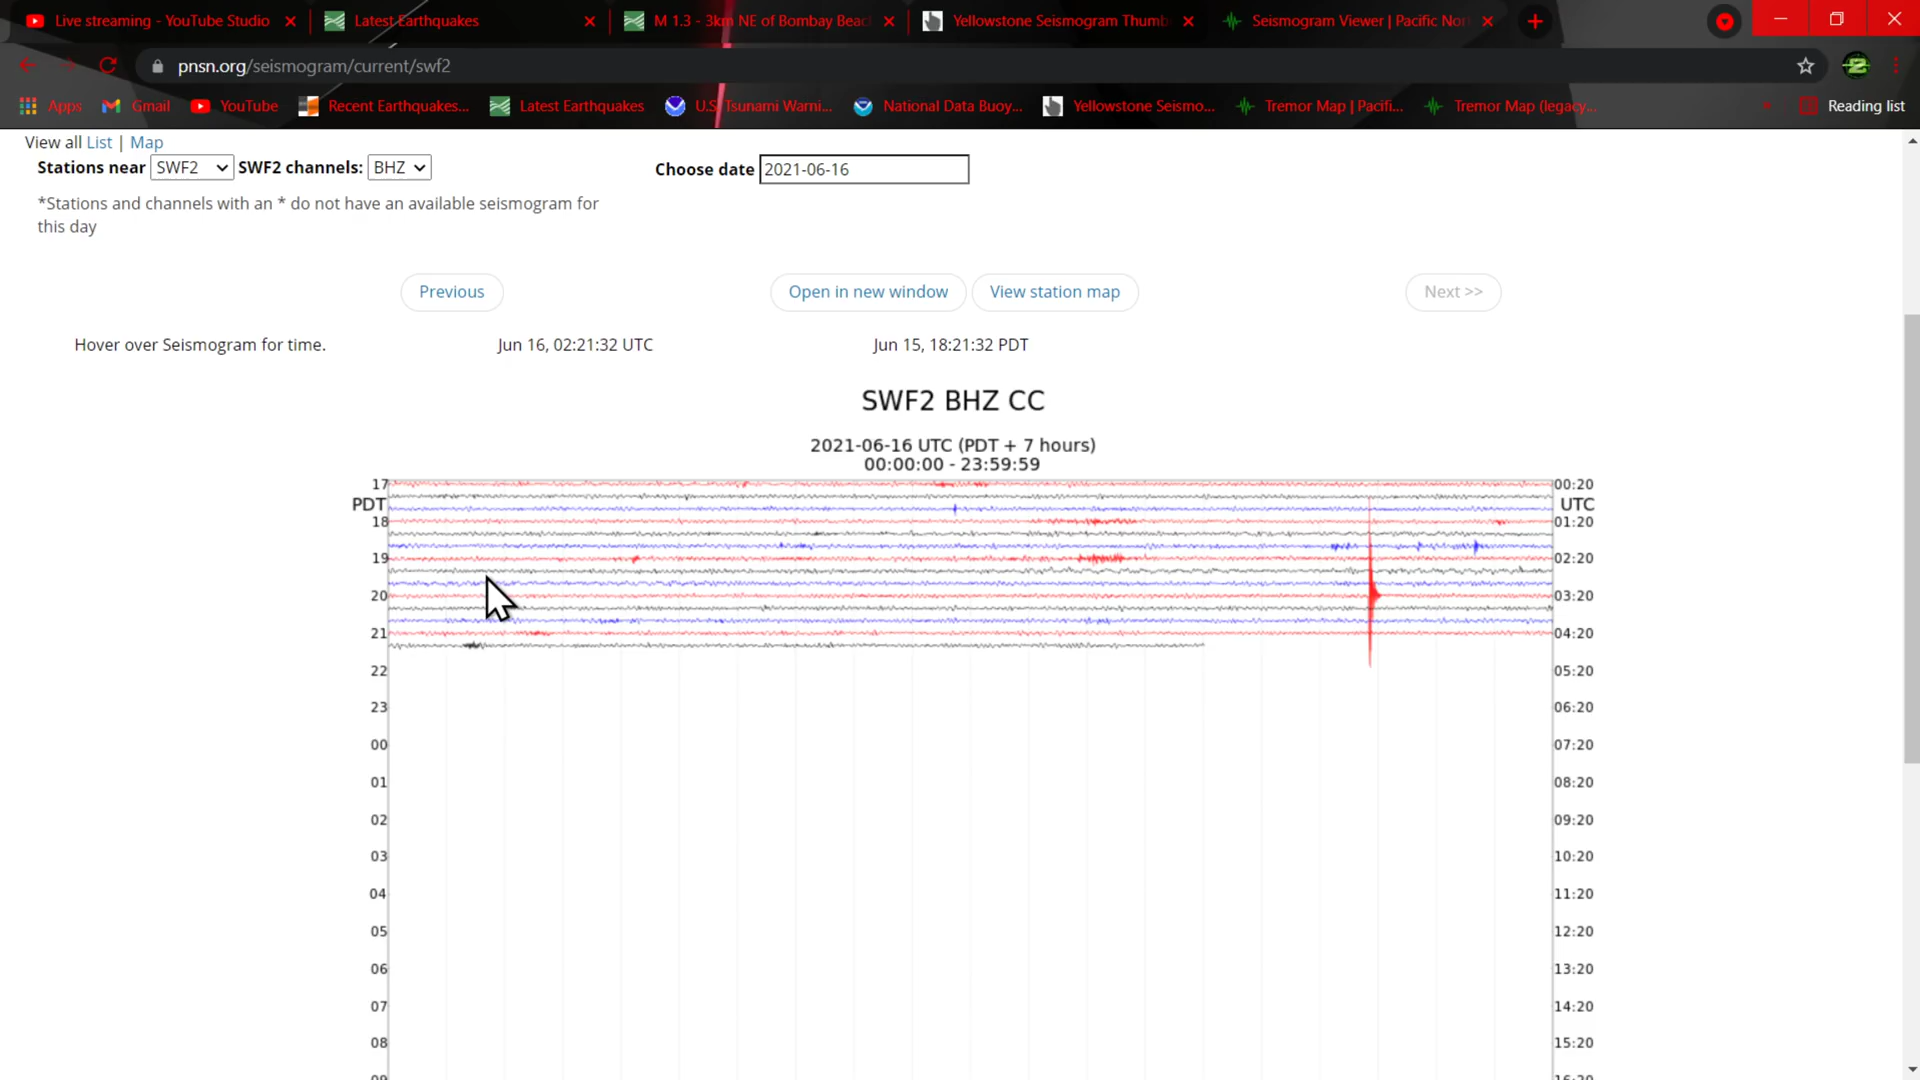 Live streaming - YouTube Studio
Latest Earthquakes
M 1.3 - 3km NE of Bombay Beac
Yellowstone Seismogram Thumb
Seismogram Viewer | Pacific Nor
pnsn.org/seismogram/current/swf2
Apps
Gmail
YouTube
Recent Earthquakes...
Latest Earthquakes
U.S. Tsunami Warni...
National Data Buoy...
Yellowstone Seismo...
Tremor Map | Pacifi...
Tremor Map (legacy...
Reading list
View all List | Map
Stations near SWF2 SWF2 channels: BHZ
Choose date 2021-06-16
*Stations and channels with an * do not have an available seismogram for
this day
Previous
Open in new window
View station map
Next >>
Hover over Seismogram for time.
Jun 16, 02:21:32 UTC
Jun 15, 18:21:32 PDT
SWF2 BHZ CC
2021-06-16 UTC (PDT + 7 hours)
00:00:00 - 23:59:59
17 00:20
PDT UTC
18 01:20
19 02:20
20 03:20
21 04:20
22 05:20
23 06:20
00 07:20
01 08:20
02 09:20
03 10:20
04 11:20
05 12:20
06 13:20
07 14:20
08 15:20
09 16:20